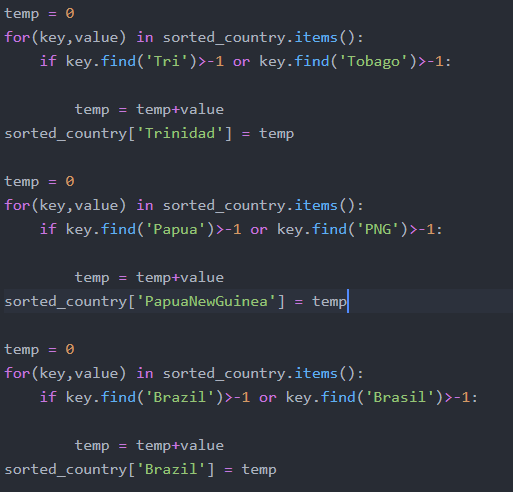 temp = 0
for(key,value) in sorted_country.items():
    if key.find('Tri')>-1 or key.find('Tobago')>-1:

        temp = temp+value
sorted_country['Trinidad'] = temp

temp = 0
for(key,value) in sorted_country.items():
    if key.find('Papua')>-1 or key.find('PNG')>-1:

        temp = temp+value
sorted_country['PapuaNewGuinea'] = temp

temp = 0
for(key,value) in sorted_country.items():
    if key.find('Brazil')>-1 or key.find('Brasil')>-1:

        temp = temp+value
sorted_country['Brazil'] = temp